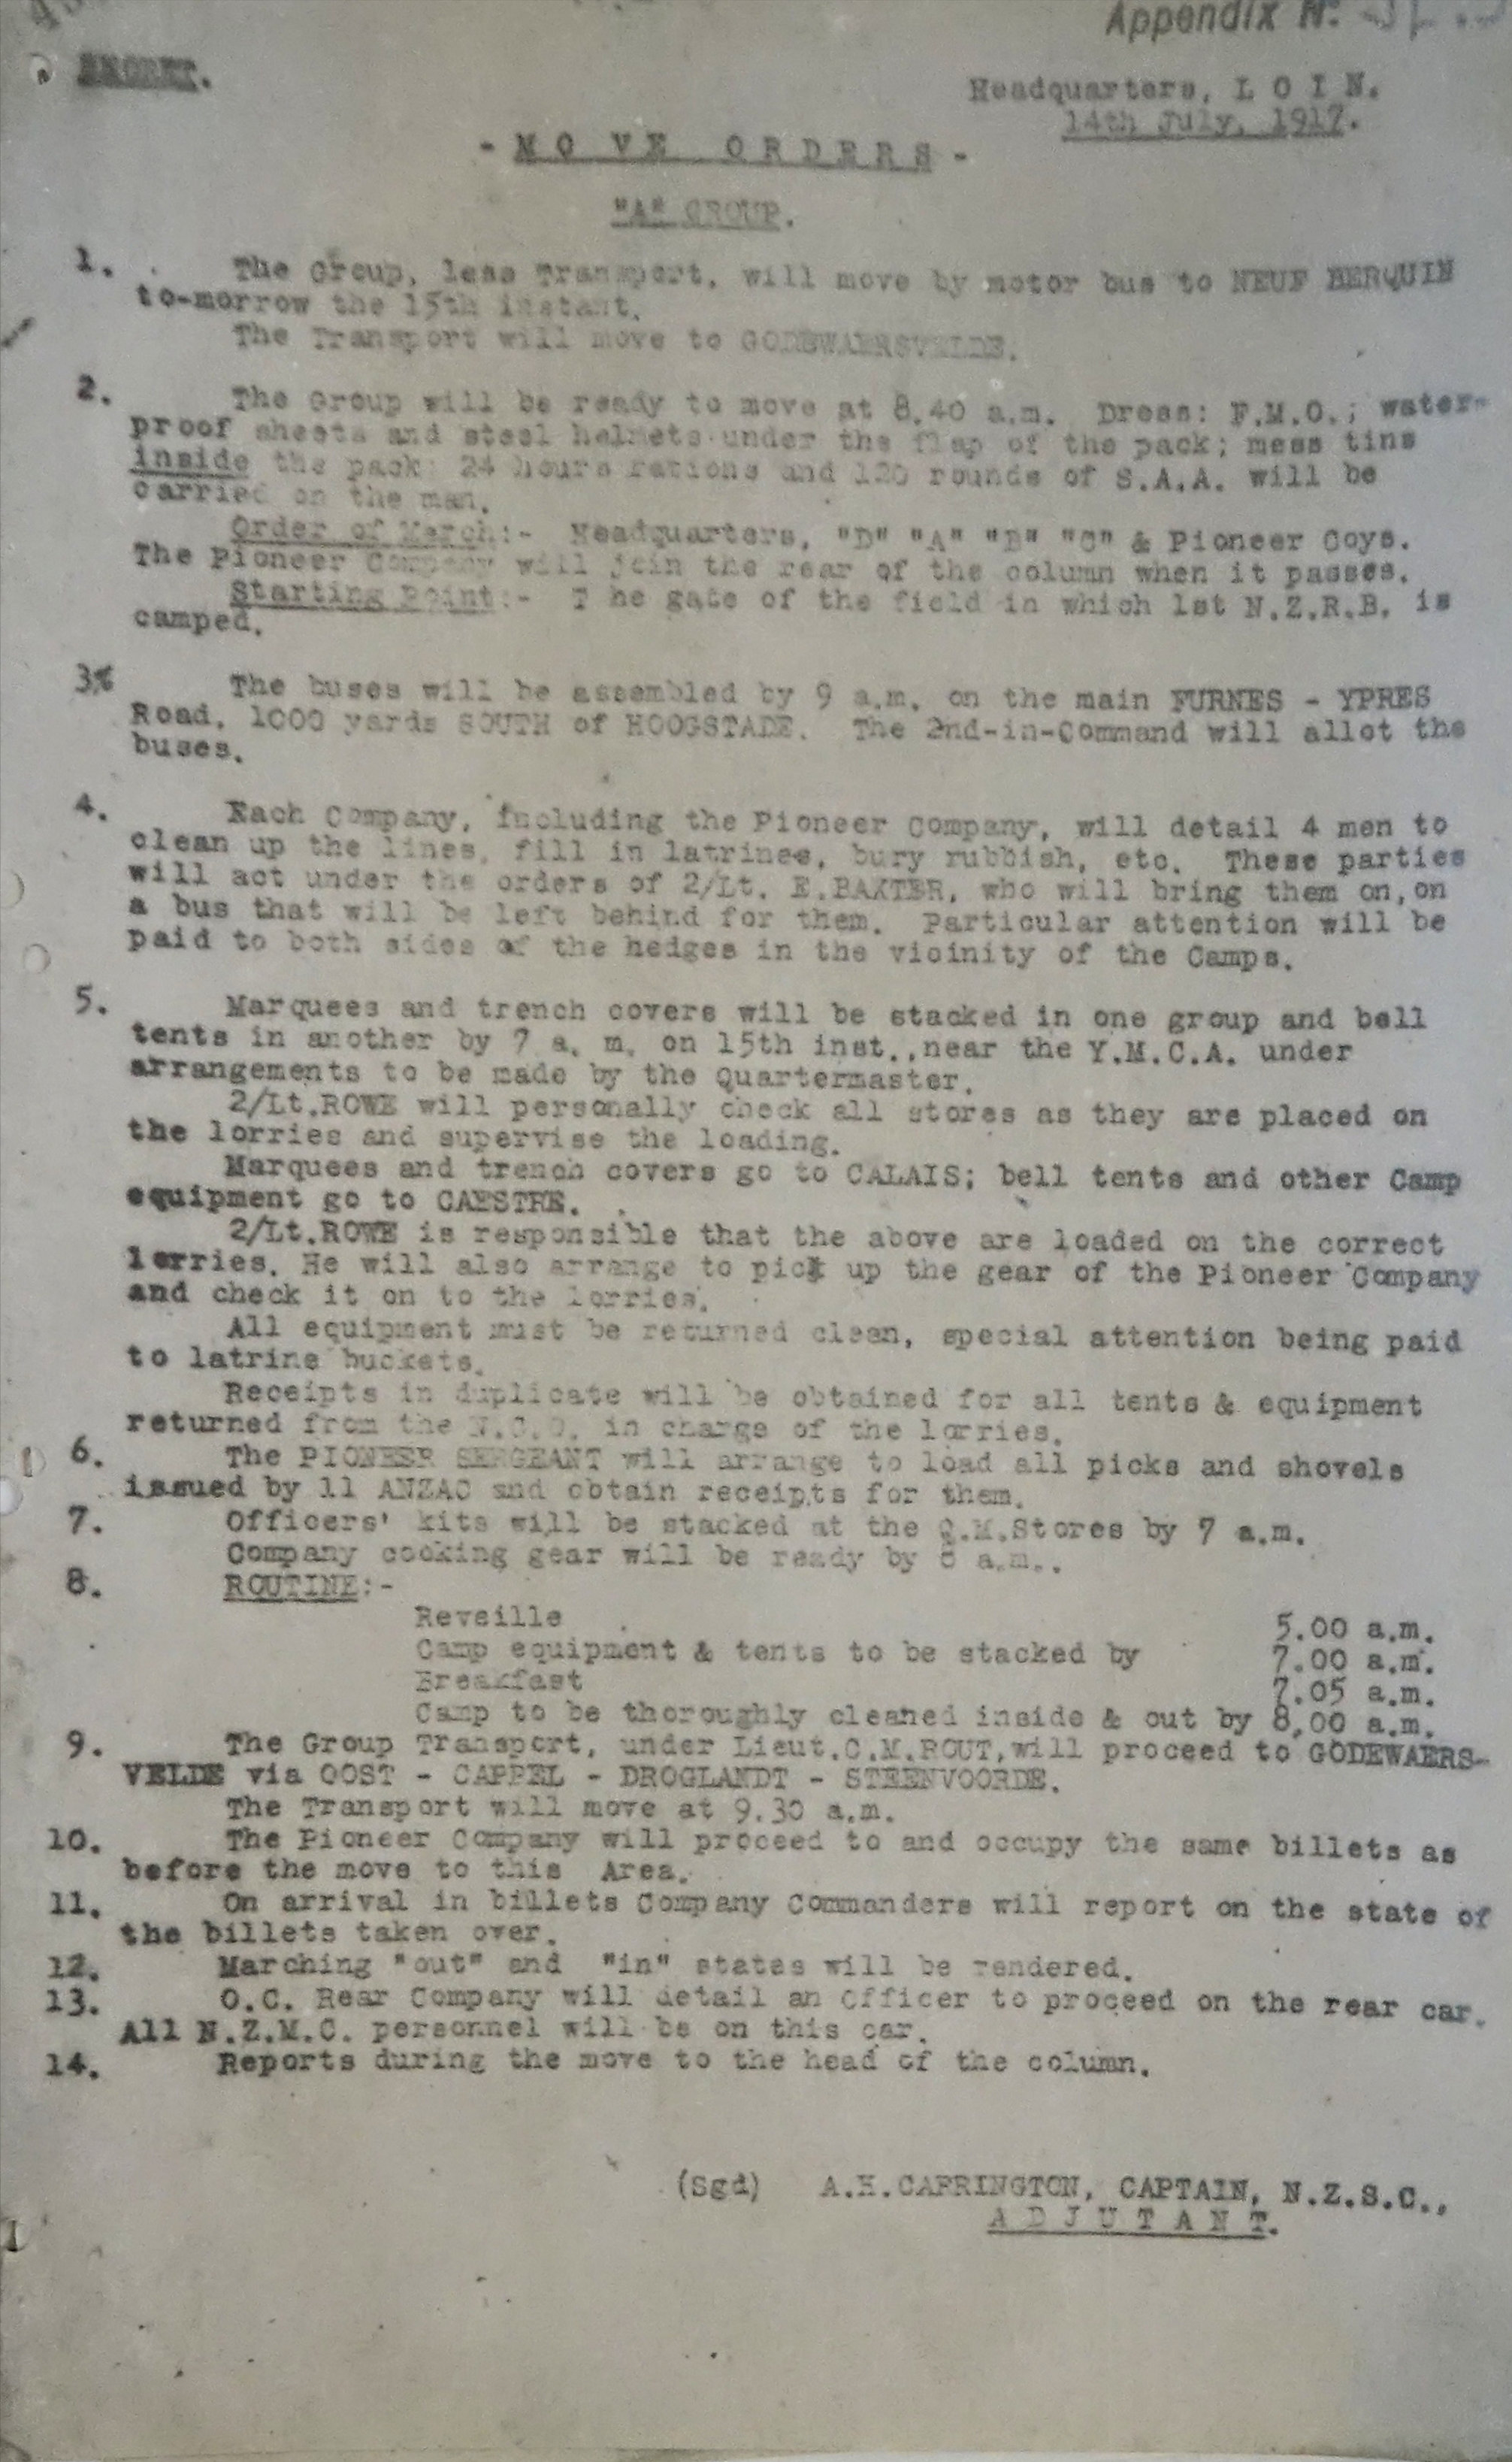 Appendix No.
SECRET.
Headquarters, L O I N.
14th July, 1917.
- M O V E   O R D E R S -
"A" GROUP.
1. The Group, less Transport, will move by motor bus to NEUF BERQUIN
to-morrow the 15th instant.
The Transport will move to GODEWAERSVELDE.
2. The Group will be ready to move at 8.40 a.m. Dress: F.M.O.; water-
proof sheets and steel helmets under the flap of the pack; mess tins
inside the pack: 24 hours rations and 120 rounds of S.A.A. will be
carried on the man.
Order of March:- Headquarters, "D" "A" "B" "C" & Pioneer Coys.
The Pioneer Company will join the rear of the column when it passes.
Starting Point:- T he gate of the field in which 1st N.Z.R.B. is
camped.
3. The buses will be assembled by 9 a.m. on the main FURNES - YPRES
Road, 1000 yards SOUTH of HOOGSTADE. The 2nd-in-Command will allot the
buses.
4. Each Company, including the Pioneer Company, will detail 4 men to
clean up the lines, fill in latrines, bury rubbish, etc. These parties
will act under the orders of 2/Lt. E.BAXTER, who will bring them on, on
a bus that will be left behind for them. Particular attention will be
paid to both sides of the hedges in the vicinity of the Camps.
5. Marquees and trench covers will be stacked in one group and bell
tents in another by 7 a. m. on 15th inst., near the Y.M.C.A. under
arrangements to be made by the Quartermaster.
2/Lt.ROWE will personally check all stores as they are placed on
the lorries and supervise the loading.
Marquees and trench covers go to CALAIS; bell tents and other Camp
equipment go to CAESTRE.
2/Lt.ROWE is responsible that the above are loaded on the correct
lorries. He will also arrange to pick up the gear of the Pioneer Company
and check it on to the lorries.
All equipment must be returned clean, special attention being paid
to latrine buckets.
Receipts in duplicate will be obtained for all tents & equipment
returned from the N.C.O. in charge of the lorries.
6. The PIONEER SERGEANT will arrange to load all picks and shovels
issued by 11 ANZAC and obtain receipts for them.
7. Officers' kits will be stacked at the Q.M.Stores by 7 a.m.
Company cooking gear will be ready by 8 a.m..
8. ROUTINE:-
Reveille 5.00 a.m.
Camp equipment & tents to be stacked by 7.00 a.m.
Breakfast 7.05 a.m.
Camp to be thoroughly cleaned inside & out by 8.00 a.m.
9. The Group Transport, under Lieut.C.M.ROUT, will proceed to GODEWAERS-
VELDE via OOST - CAPPEL - DROGLANDT - STEENVOORDE.
The Transport will move at 9.30 a.m.
10. The Pioneer Company will proceed to and occupy the same billets as
before the move to this Area.
11. On arrival in billets Company Commanders will report on the state of
the billets taken over.
12. Marching "out" and "in" states will be rendered.
13. O.C. Rear Company will detail an Officer to proceed on the rear car.
All N.Z.M.C. personnel will be on this car.
14. Reports during the move to the head of the column.
(Sgd) A.H.CARRINGTON, CAPTAIN, N.Z.S.C.,
A D J U T A N T.